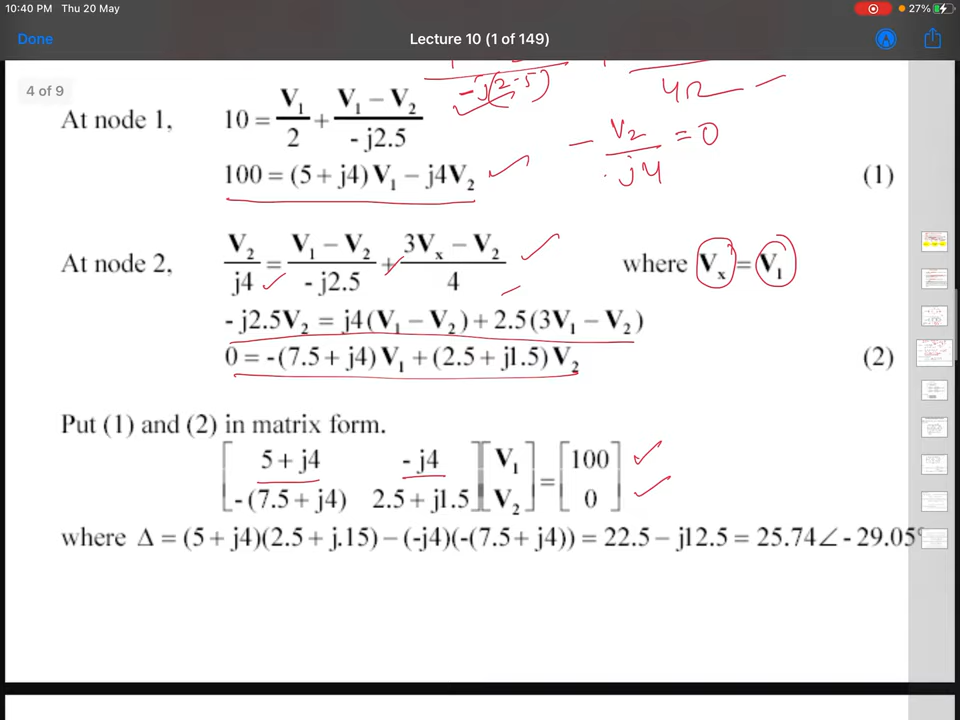 10:40 PM Thu 20 May 27%
Done Lecture 10 (1 of 149)
4 of 9
-j(2-5)
4Ω
At node 1, 10 = V₁/2 + (V₁ − V₂)/(- j2.5)
− V₂/j4 = 0
100 = (5 + j4) V₁ − j4V₂ (1)
At node 2, V₂/j4 = (V₁ − V₂)/(- j2.5) + (3Vₓ − V₂)/4 where Vₓ = V₁
- j2.5V₂ = j4(V₁ − V₂) + 2.5(3V₁ − V₂)
0 = -(7.5 + j4) V₁ + (2.5 + j1.5) V₂ (2)
Put (1) and (2) in matrix form.
[5 + j4 - j4] [V₁] = [100]
[-(7.5 + j4) 2.5 + j1.5] [V₂] [0]
where Δ = (5 + j4)(2.5 + j.15) − (-j4)(-(7.5 + j4)) = 22.5 − j12.5 = 25.74∠ - 29.05°